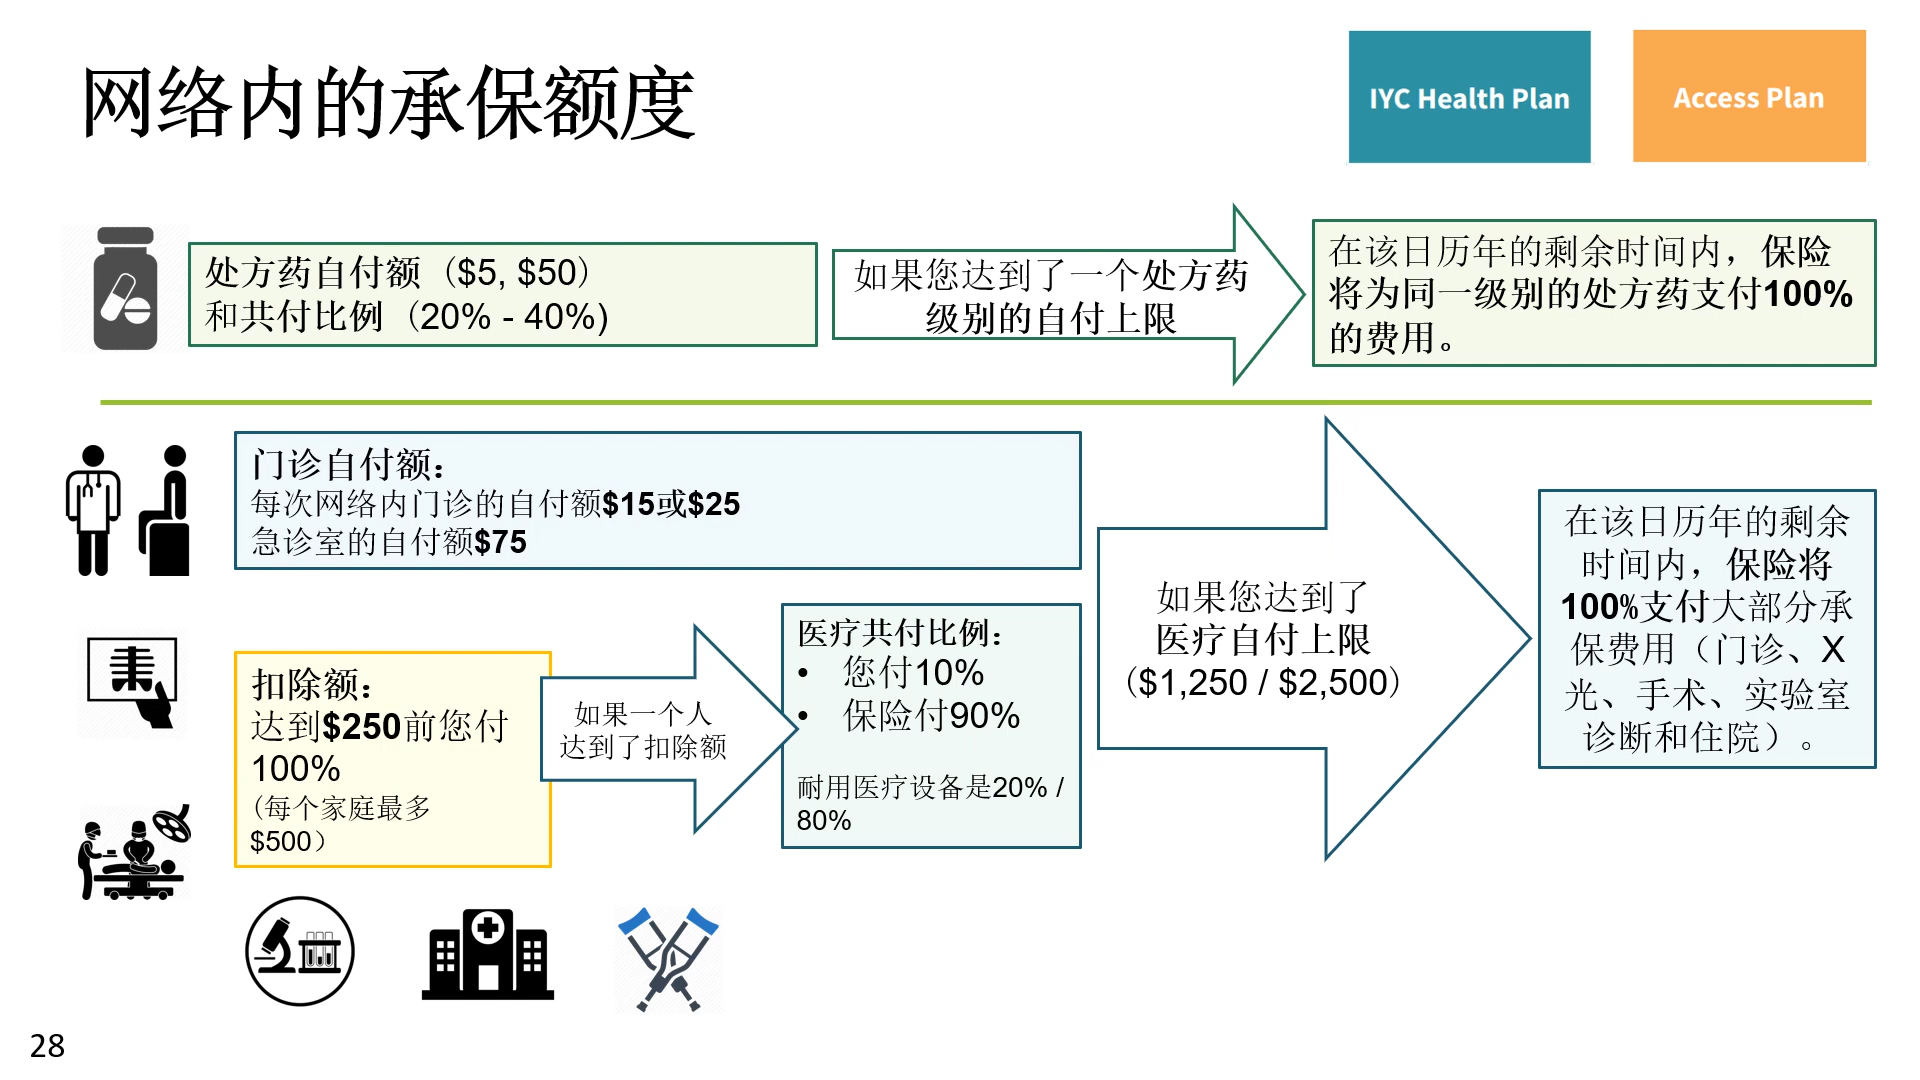 网络内的承保额度
IYC Health Plan
Access Plan
处方药自付额（$5, $50）
和共付比例（20% - 40%)
如果您达到了一个处方药
级别的自付上限
在该日历年的剩余时间内，保险
将为同一级别的处方药支付100%
的费用。
门诊自付额：
每次网络内门诊的自付额$15或$25
急诊室的自付额$75
扣除额：
达到$250前您付
100%
（每个家庭最多
$500）
如果一个人
达到了扣除额
医疗共付比例：
• 您付10%
• 保险付90%
耐用医疗设备是20% /
80%
如果您达到了
医疗自付上限
（$1,250 / $2,500）
在该日历年的剩余
时间内，保险将
100%支付大部分承
保费用（门诊、X
光、手术、实验室
诊断和住院）。
28